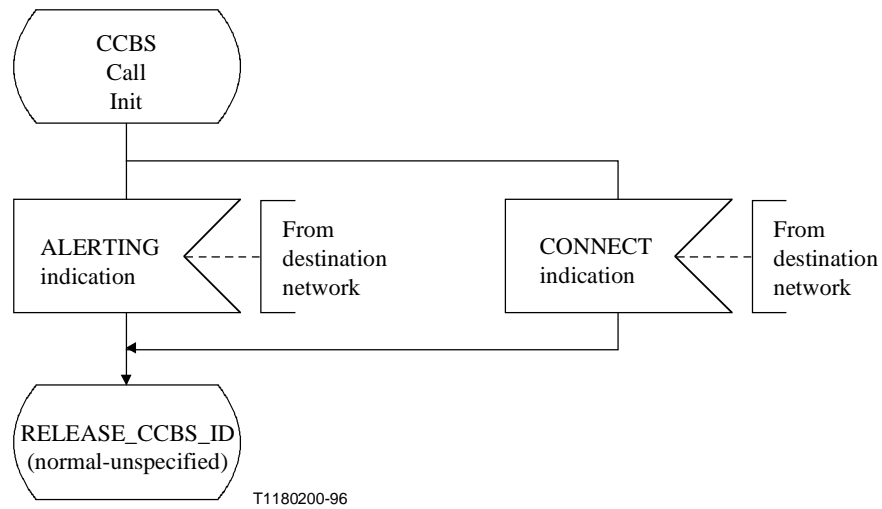 CCBS
Call
Init
ALERTING
indication
From
destination
network
CONNECT
indication
From
destination
network
RELEASE_CCBS_ID
(normal-unspecified)
T1180200-96